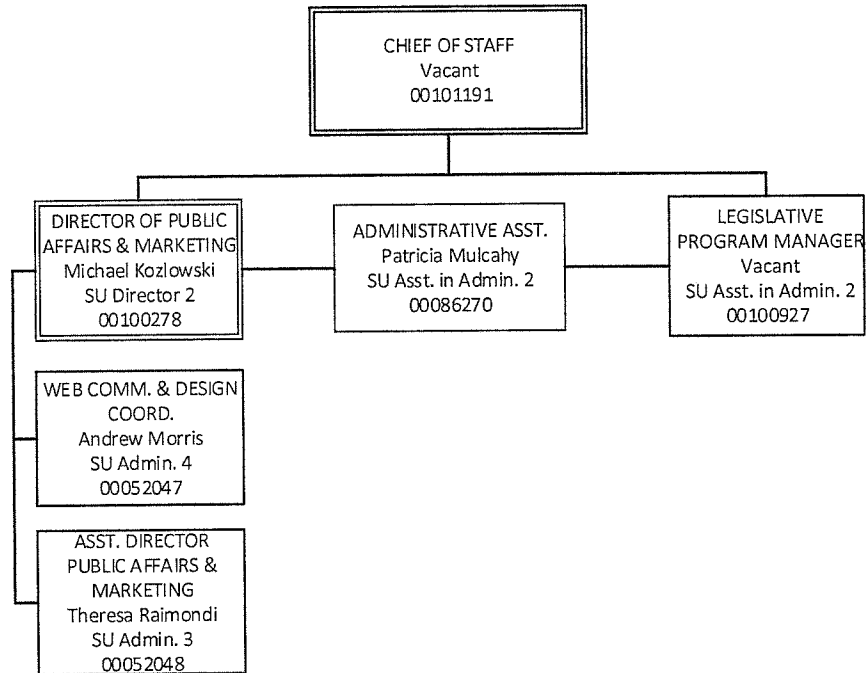 CHIEF OF STAFF
Vacant
00101191
DIRECTOR OF PUBLIC
AFFAIRS & MARKETING
Michael Kozlowski
SU Director 2
00100278
ADMINISTRATIVE ASST.
Patricia Mulcahy
SU Asst. in Admin. 2
00086270
LEGISLATIVE
PROGRAM MANAGER
Vacant
SU Asst. in Admin. 2
00100927
WEB COMM. & DESIGN
COORD.
Andrew Morris
SU Admin. 4
00052047
ASST. DIRECTOR
PUBLIC AFFAIRS &
MARKETING
Theresa Raimondi
SU Admin. 3
00052048